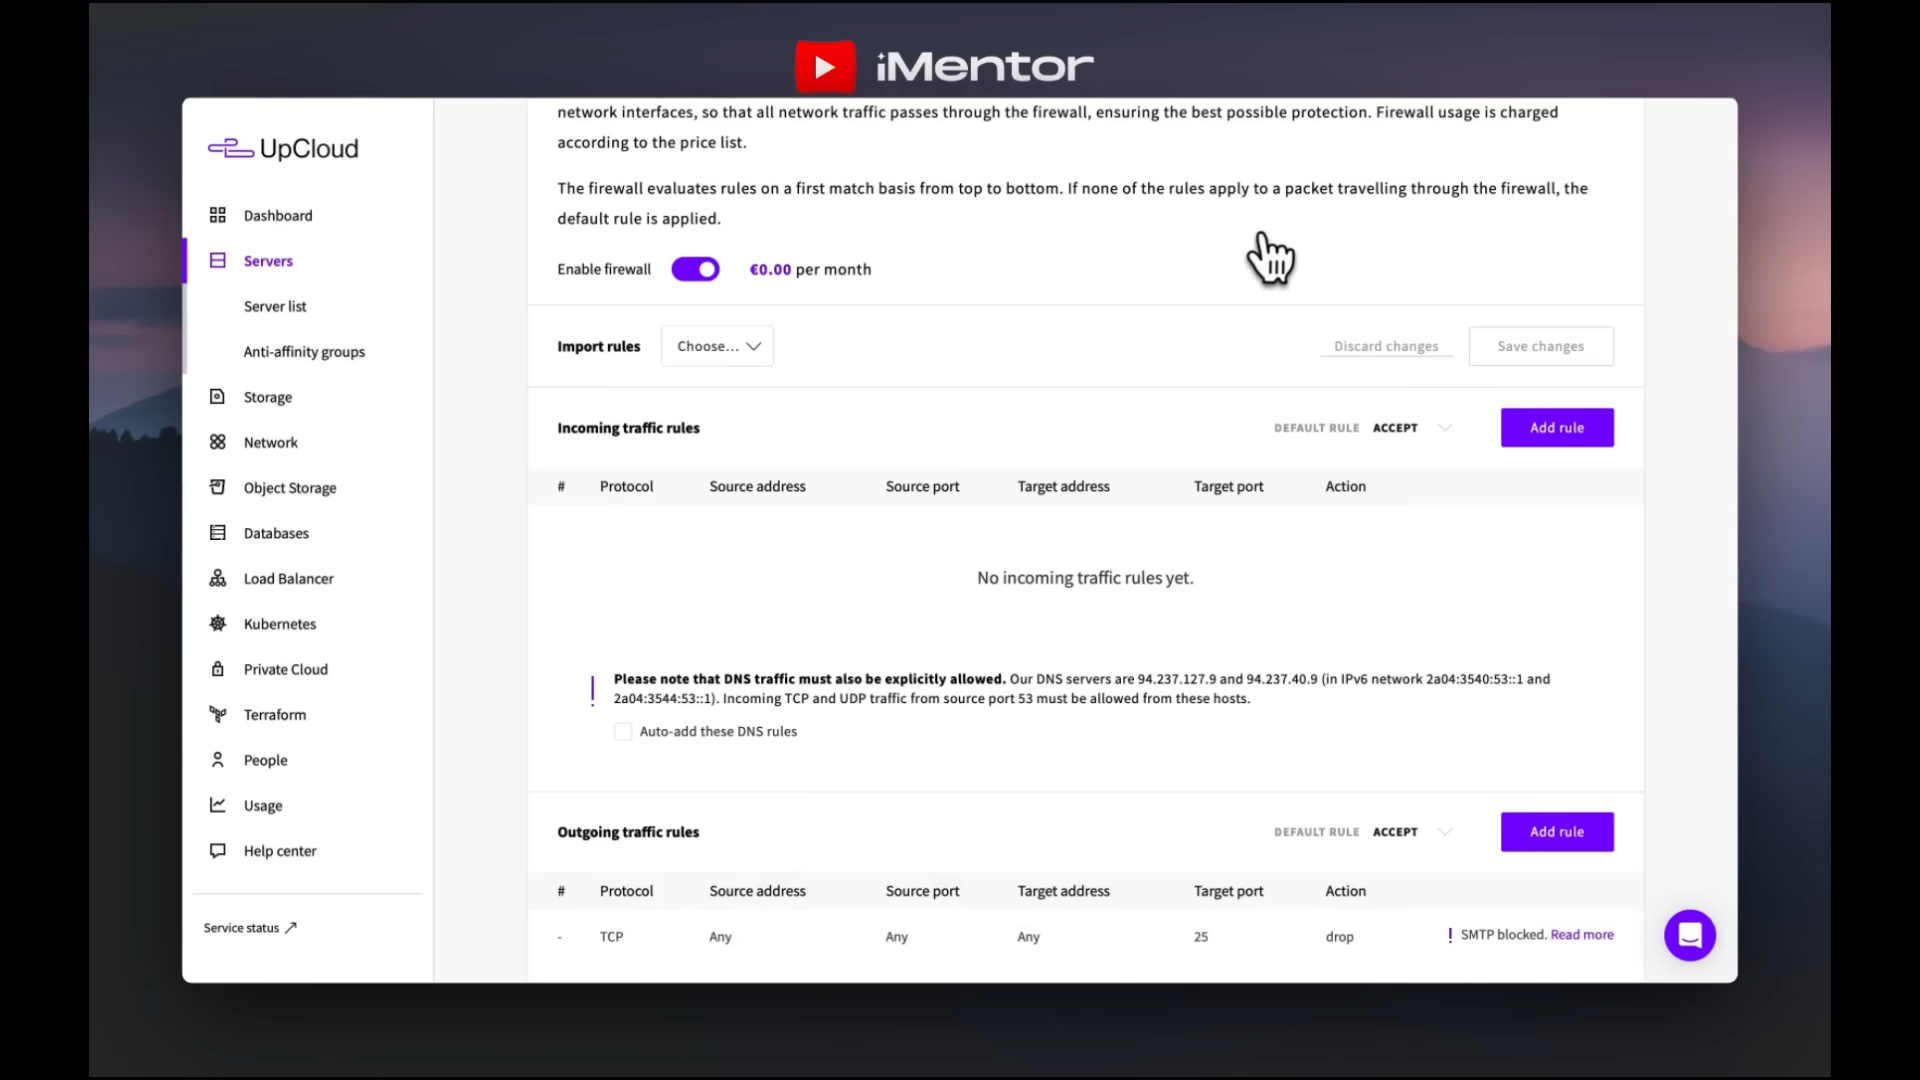 iMentor
network interfaces, so that all network traffic passes through the firewall, ensuring the best possible protection. Firewall usage is charged
according to the price list.
The firewall evaluates rules on a first match basis from top to bottom. If none of the rules apply to a packet travelling through the firewall, the
default rule is applied.
Enable firewall €0.00 per month
UpCloud
Dashboard
Servers
Server list
Anti-affinity groups
Storage
Network
Object Storage
Databases
Load Balancer
Kubernetes
Private Cloud
Terraform
People
Usage
Help center
Service status
Import rules Choose... Discard changes Save changes
Incoming traffic rules DEFAULT RULE ACCEPT Add rule
# Protocol Source address Source port Target address Target port Action
No incoming traffic rules yet.
Please note that DNS traffic must also be explicitly allowed. Our DNS servers are 94.237.127.9 and 94.237.40.9 (in IPv6 network 2a04:3540:53::1 and
2a04:3544:53::1). Incoming TCP and UDP traffic from source port 53 must be allowed from these hosts.
Auto-add these DNS rules
Outgoing traffic rules DEFAULT RULE ACCEPT Add rule
# Protocol Source address Source port Target address Target port Action
- TCP Any Any Any 25 drop SMTP blocked. Read more